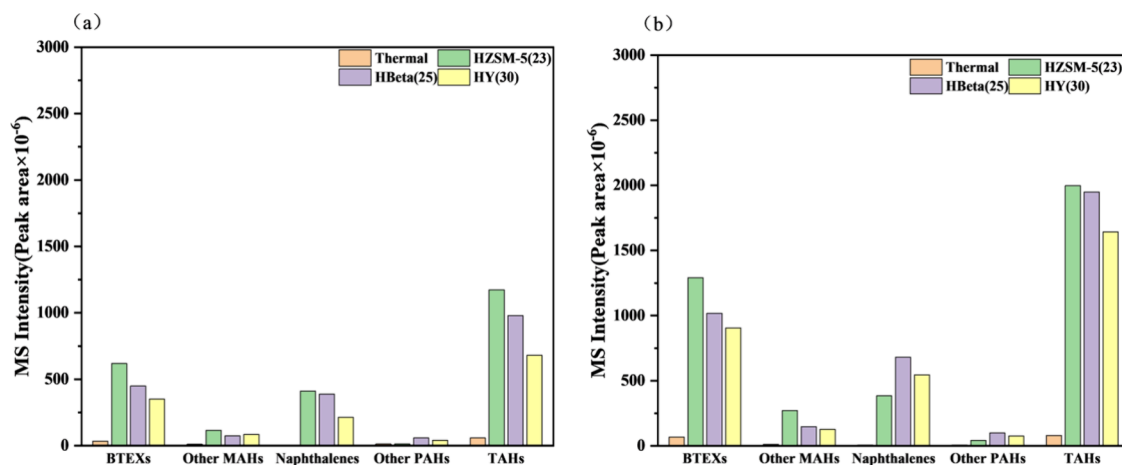 (a)
MS Intensity(Peak area×10-6)
3000
2500
2000
1500
1000
500
0
Thermal
HZSM-5(23)
HBeta(25)
HY(30)
BTEXs
Other MAHs
Naphthalenes
Other PAHs
TAHs
(b)
MS Intensity(Peak area×10-6)
3000
2500
2000
1500
1000
500
0
Thermal
HZSM-5(23)
HBeta(25)
HY(30)
BTEXs
Other MAHs
Naphthalenes
Other PAHs
TAHs